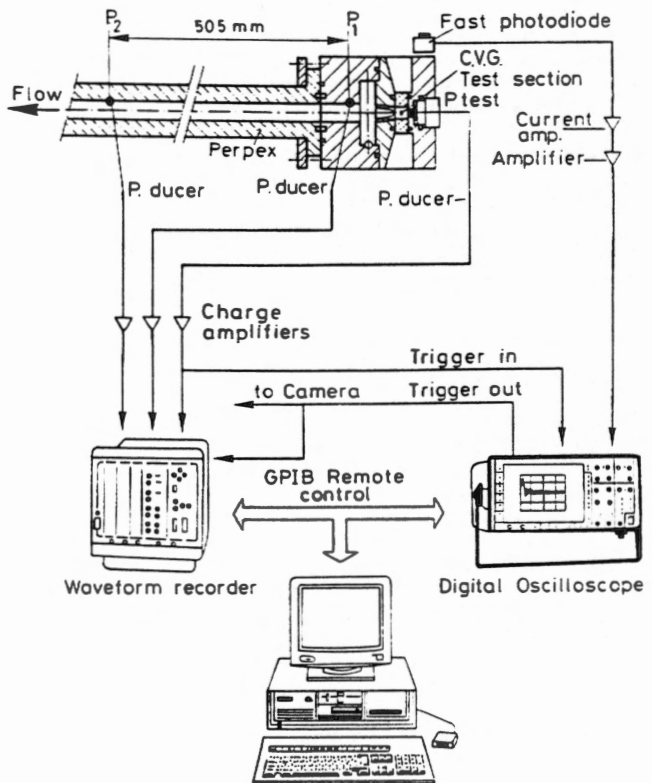 P2
505 mm
P1
Fast photodiode
C.V.G.
Test section
P test
Flow
Perpex
Current
amp.
Amplifier
P. ducer
P. ducer
P. ducer
Charge
amplifiers
Trigger in
to Camera
Trigger out
GPIB Remote
control
Waveform recorder
Digital Oscilloscope